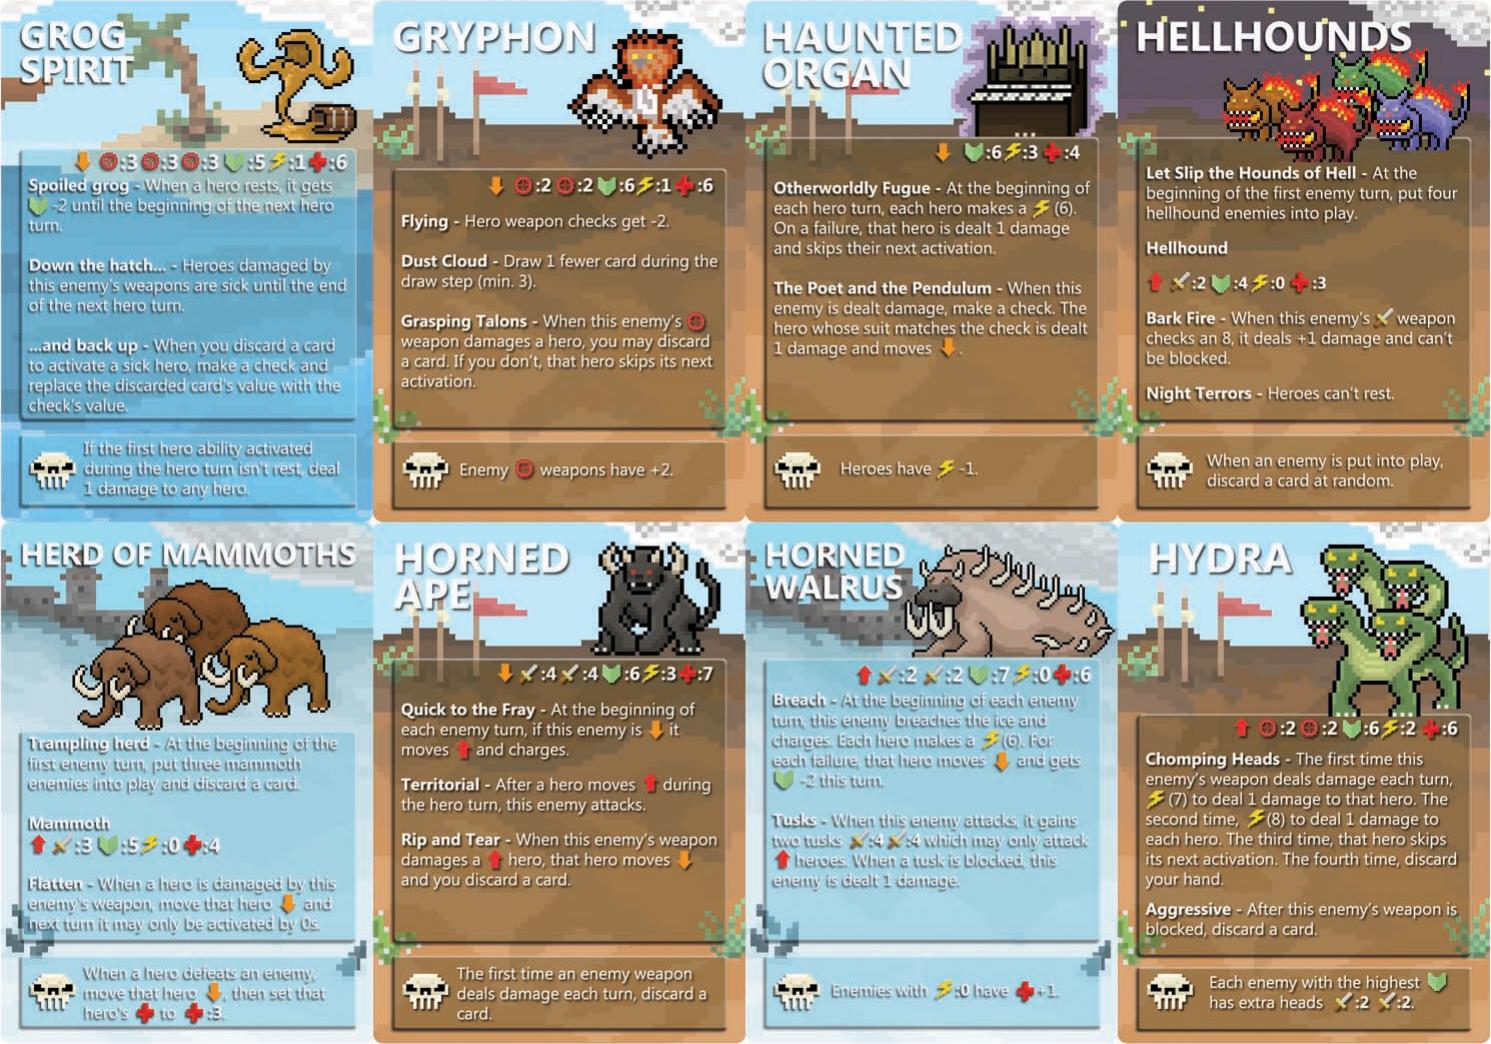 GROG
SPIRIT
:3 :3 :3 :5 :1 :6
Spoiled grog - When a hero rests, it gets
-2 until the beginning of the next hero
turn.
Down the hatch... - Heroes damaged by
this enemy's weapons are sick until the end
of the next hero turn.
...and back up - When you discard a card
to activate a sick hero, make a check and
replace the discarded card's value with the
check's value.
If the first hero ability activated
during the hero turn isn't rest, deal
1 damage to any hero.
GRYPHON
:2 :2 :6 :1 :6
Flying - Hero weapon checks get -2.
Dust Cloud - Draw 1 fewer card during the
draw step (min. 3).
Grasping Talons - When this enemy's
weapon damages a hero, you may discard
a card. If you don't, that hero skips its next
activation.
Enemy weapons have +2.
HAUNTED
ORGAN
:6 :3 :4
Otherworldly Fugue - At the beginning of
each hero turn, each hero makes a (6).
On a failure, that hero is dealt 1 damage
and skips their next activation.
The Poet and the Pendulum - When this
enemy is dealt damage, make a check. The
hero whose suit matches the check is dealt
1 damage and moves .
Heroes have -1.
HELLHOUNDS
Let Slip the Hounds of Hell - At the
beginning of the first enemy turn, put four
hellhound enemies into play.
Hellhound
:2 :4 :0 :3
Bark Fire - When this enemy's weapon
checks an 8, it deals +1 damage and can't
be blocked.
Night Terrors - Heroes can't rest.
When an enemy is put into play,
discard a card at random.
HERD OF MAMMOTHS
Trampling herd - At the beginning of the
first enemy turn, put three mammoth
enemies into play and discard a card.
Mammoth
:3 :5 :0 :4
Flatten - When a hero is damaged by this
enemy's weapon, move that hero and
next turn it may only be activated by 0s.
When a hero defeats an enemy,
move that hero , then set that
hero's to :3.
HORNED
APE
:4 :4 :6 :3 :7
Quick to the Fray - At the beginning of
each enemy turn, if this enemy is it
moves and charges.
Territorial - After a hero moves during
the hero turn, this enemy attacks.
Rip and Tear - When this enemy's weapon
damages a hero, that hero moves
and you discard a card.
The first time an enemy weapon
deals damage each turn, discard a
card.
HORNED
WALRUS
:2 :2 :7 :0 :6
Breach - At the beginning of each enemy
turn, this enemy breaches the ice and
charges. Each hero makes a (6). For
each failure, that hero moves and gets
-2 this turn.
Tusks - When this enemy attacks, it gains
two tusks :4 :4 which may only attack
heroes. When a tusk is blocked, this
enemy is dealt 1 damage.
Enemies with :0 have +1.
HYDRA
:2 :2 :6 :2 :6
Chomping Heads - The first time this
enemy's weapon deals damage each turn,
(7) to deal 1 damage to that hero. The
second time, (8) to deal 1 damage to
each hero. The third time, that hero skips
its next activation. The fourth time, discard
your hand.
Aggressive - After this enemy's weapon is
blocked, discard a card.
Each enemy with the highest
has extra heads :2 :2.